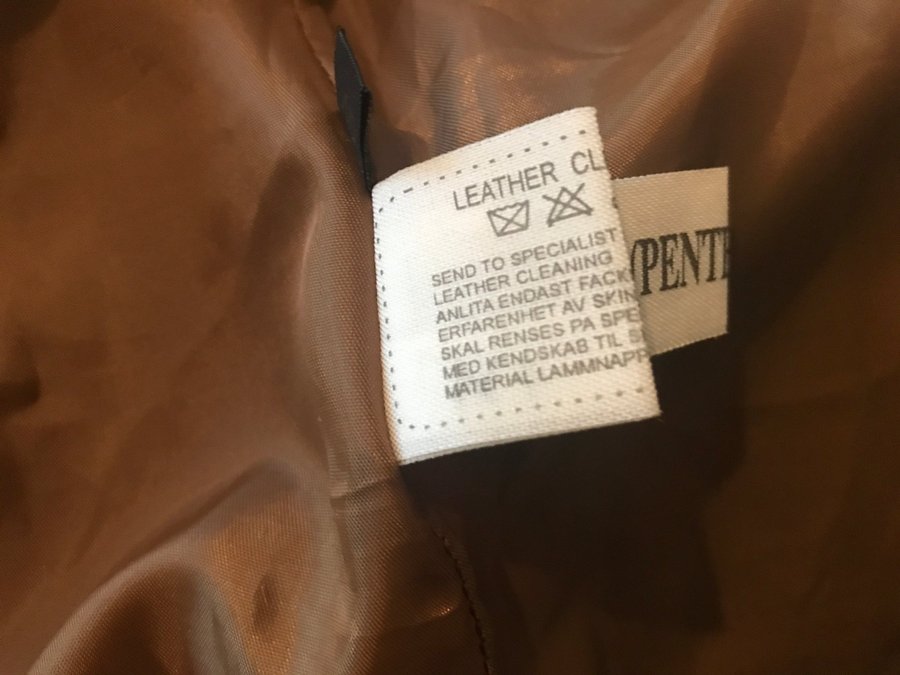 LEATHER CL
SEND TO SPECIALIST
LEATHER CLEANING
ANLITA ENDAST FACK
ERFARENHET AV SKIN
SKAL RENSES PA SPE
MED KENDSKAB TIL
MATERIAL LAMMNAPP
YPENTE